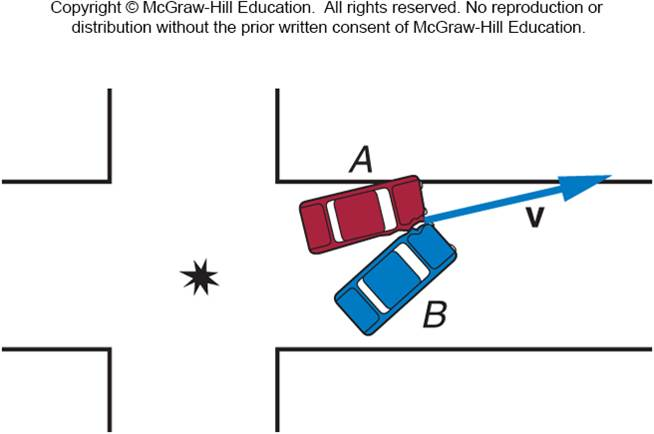 Copyright © McGraw-Hill Education.  All rights reserved. No reproduction or
distribution without the prior written consent of McGraw-Hill Education.
A
v
B